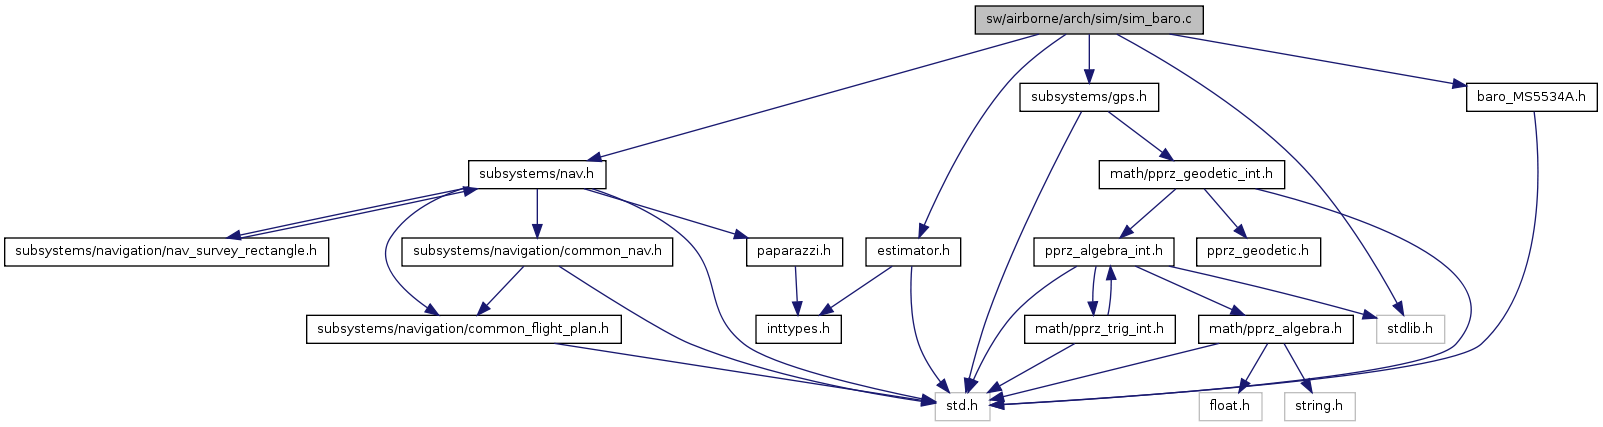 sw/airborne/arch/sim/sim_baro.c
subsystems/gps.h
baro_MS5534A.h
subsystems/nav.h
math/pprz_geodetic_int.h
subsystems/navigation/nav_survey_rectangle.h
subsystems/navigation/common_nav.h
paparazzi.h
estimator.h
pprz_algebra_int.h
pprz_geodetic.h
subsystems/navigation/common_flight_plan.h
inttypes.h
math/pprz_trig_int.h
math/pprz_algebra.h
stdlib.h
std.h
float.h
string.h